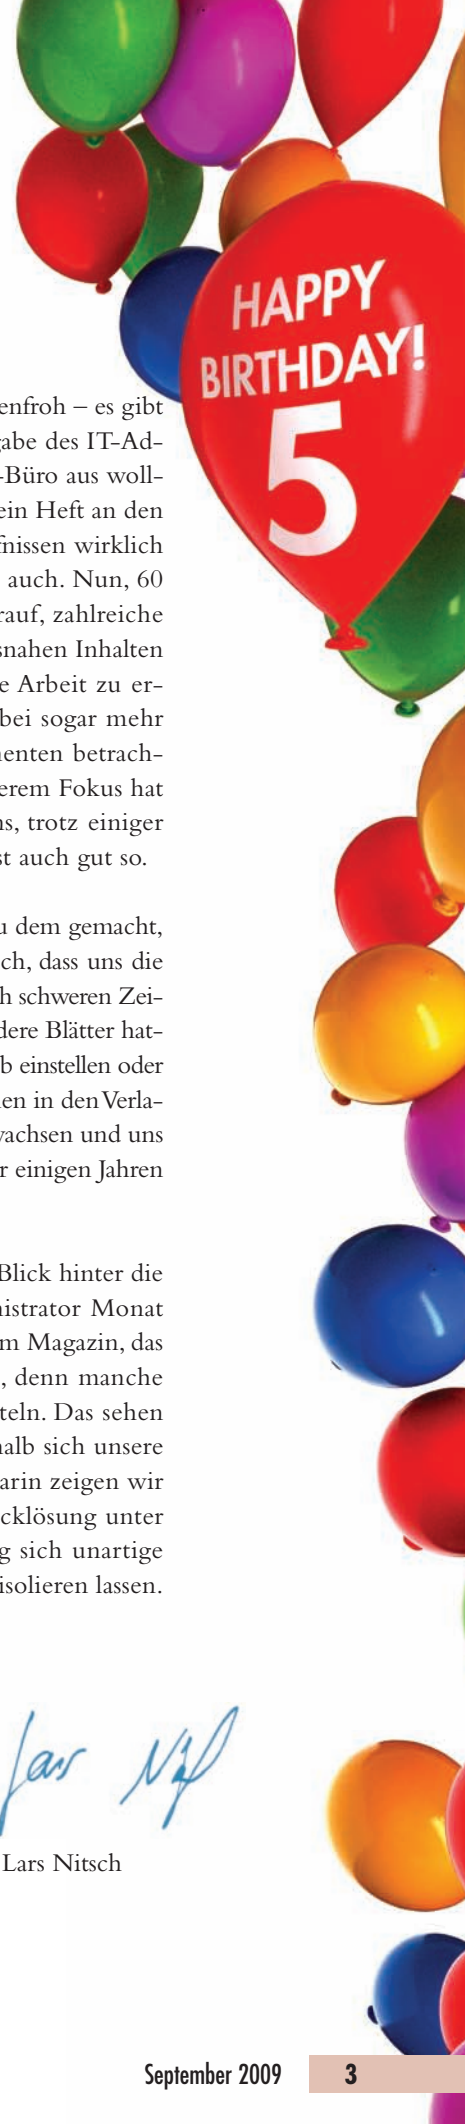 HAPPY
BIRTHDAY!
5
enfroh – es gibt
gabe des IT-Ad-
-Büro aus woll-
ein Heft an den
fnissen wirklich
auch. Nun, 60
rauf, zahlreiche
snahen Inhalten
e Arbeit zu er-
bei sogar mehr
nenten betrach-
erem Fokus hat
ns, trotz einiger
st auch gut so.
u dem gemacht,
ch, dass uns die
h schweren Zei-
dere Blätter hat-
b einstellen oder
en in den Verla-
wachsen und uns
r einigen Jahren
Blick hinter die
nistrator Monat
m Magazin, das
, denn manche
teln. Das sehen
halb sich unsere
arin zeigen wir
cklösung unter
g sich unartige
isolieren lassen.
Lars Nitsch
September 2009 3